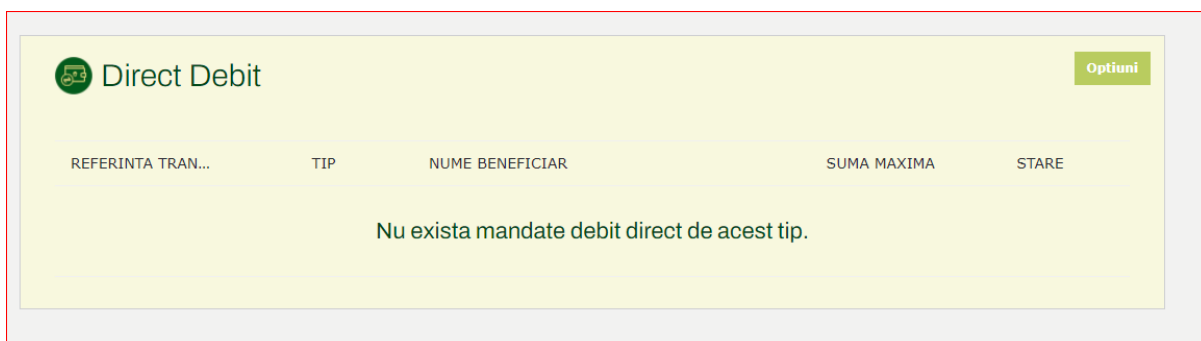 Direct Debit
Optiuni
REFERINTA TRAN... TIP NUME BENEFICIAR SUMA MAXIMA STARE
Nu exista mandate debit direct de acest tip.